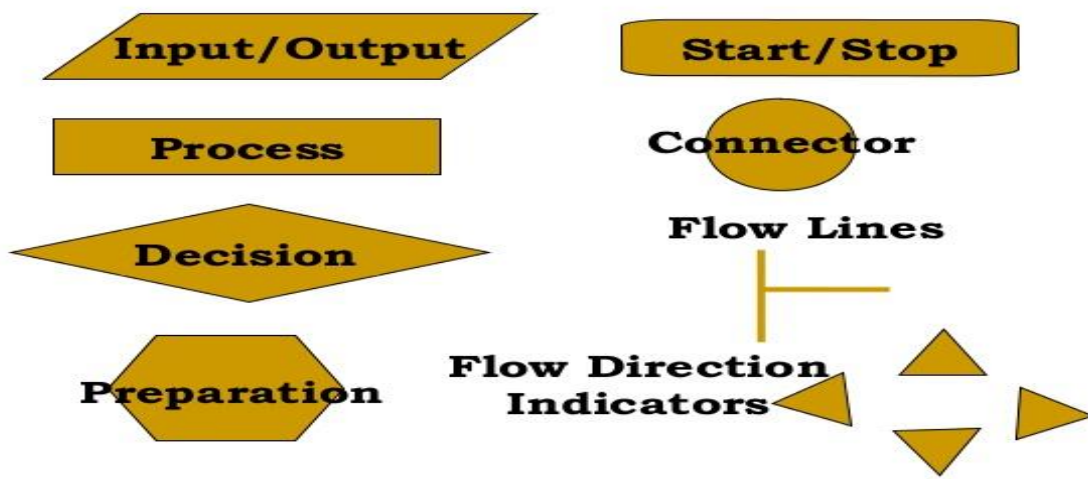 Input/Output
Start/Stop
Process
Connector
Decision
Flow Lines
Preparation
Flow Direction
Indicators